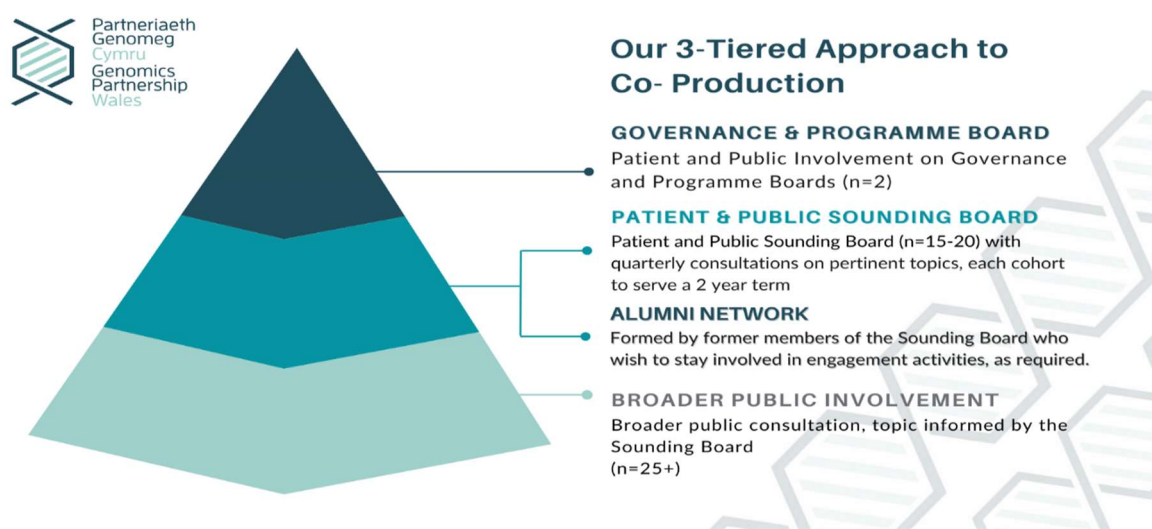 Partneriaeth
Genomeg
Cymru
Genomics
Partnership
Wales
Our 3-Tiered Approach to
Co- Production
GOVERNANCE & PROGRAMME BOARD
Patient and Public Involvement on Governance
and Programme Boards (n=2)
PATIENT & PUBLIC SOUNDING BOARD
Patient and Public Sounding Board (n=15-20) with
quarterly consultations on pertinent topics, each cohort
to serve a 2 year term
ALUMNI NETWORK
Formed by former members of the Sounding Board who
wish to stay involved in engagement activities, as required.
BROADER PUBLIC INVOLVEMENT
Broader public consultation, topic informed by the
Sounding Board
(n=25+)